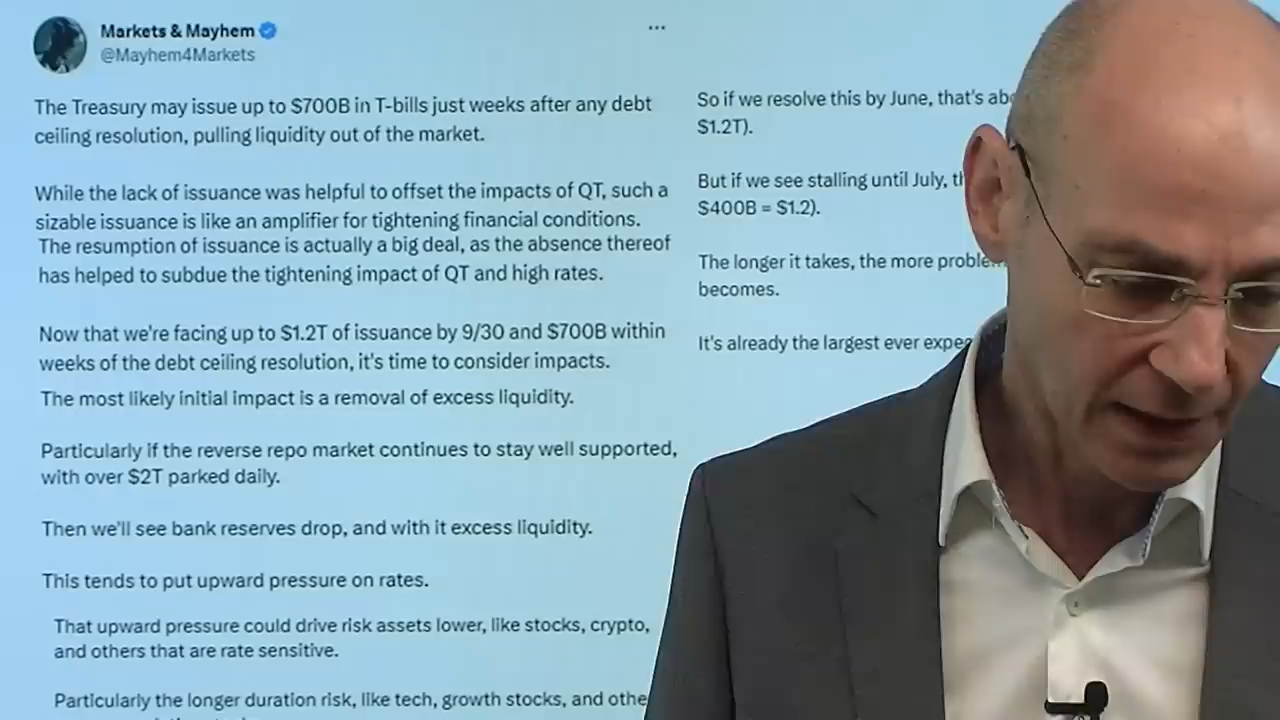 Markets & Mayhem
@Mayhem4Markets
The Treasury may issue up to $700B in T-bills just weeks after any debt
ceiling resolution, pulling liquidity out of the market.
While the lack of issuance was helpful to offset the impacts of QT, such a
sizable issuance is like an amplifier for tightening financial conditions.
The resumption of issuance is actually a big deal, as the absence thereof
has helped to subdue the tightening impact of QT and high rates.
Now that we're facing up to $1.2T of issuance by 9/30 and $700B within
weeks of the debt ceiling resolution, it's time to consider impacts.
The most likely initial impact is a removal of excess liquidity.
Particularly if the reverse repo market continues to stay well supported,
with over $2T parked daily.
Then we'll see bank reserves drop, and with it excess liquidity.
This tends to put upward pressure on rates.
That upward pressure could drive risk assets lower, like stocks, crypto,
and others that are rate sensitive.
Particularly the longer duration risk, like tech, growth stocks, and
So if we resolve this by June, that's
$1.2T).
But if we see stalling until July,
$400B = $1.2).
The longer it takes, the more
becomes.
It's already the largest ever